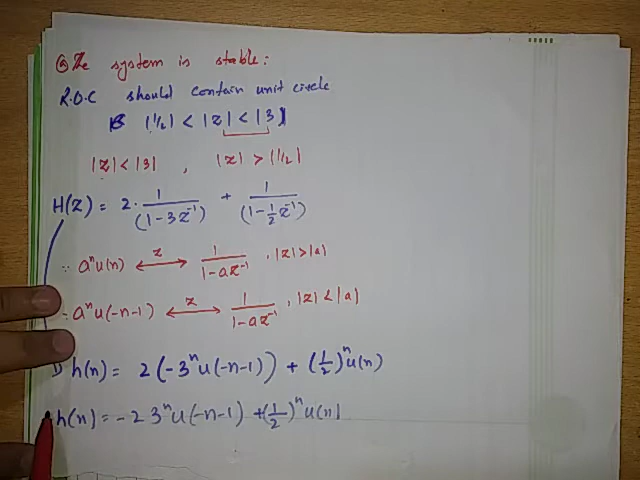 ⓐ The system is stable:
R.O.C should contain unit circle
|1/2| < |z| < |3|
|z| < |3| , |z| > |1/2|
H(z) = 2 · 1/(1-3z⁻¹) + 1/(1-½z⁻¹)
∵ aⁿu(n) ⟷ᶻ 1/(1-az⁻¹) , |z|>|a|
-aⁿu(-n-1) ⟷ᶻ 1/(1-az⁻¹) , |z| < |a|
h(n) = 2(-3ⁿu(-n-1)) + (½)ⁿu(n)
h(n) = -2 3ⁿu(-n-1) + (½)ⁿu(n)